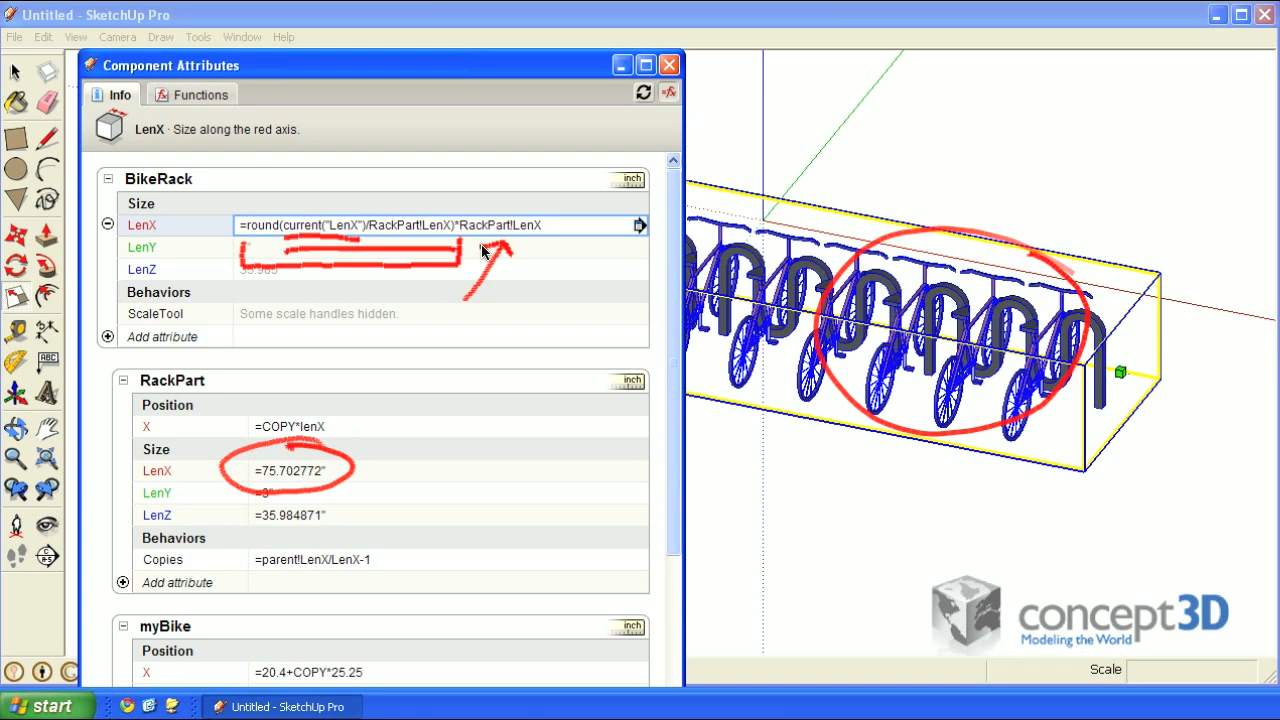 Untitled - SketchUp Pro
File Edit View Camera Draw Tools Window Help
Component Attributes
Info Functions
LenX · Size along the red axis.
BikeRack inch
Size
LenX =round(current("LenX")/RackPart!LenX)*RackPart!LenX
LenY
LenZ 35.985
Behaviors
ScaleTool Some scale handles hidden.
Add attribute
RackPart inch
Position
X =COPY*lenX
Size
LenX =75.702772"
LenY =3"
LenZ =35.984871"
Behaviors
Copies =parent!LenX/LenX-1
Add attribute
myBike inch
Position
X =20.4+COPY*25.25
concept3D
Modeling the World
Scale
start Untitled - SketchUp Pro